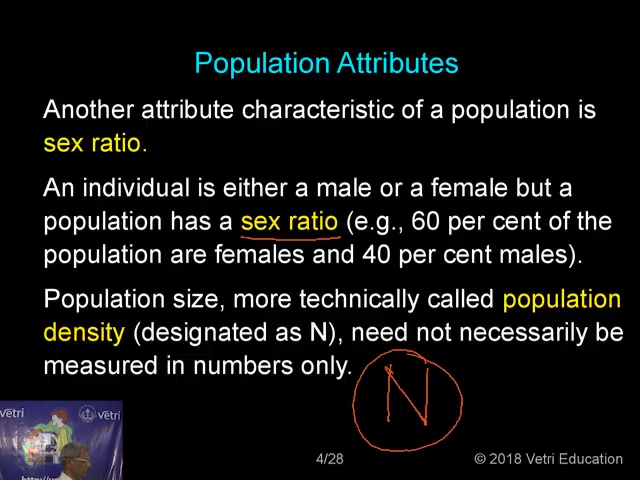 Population Attributes
Another attribute characteristic of a population is
sex ratio.
An individual is either a male or a female but a
population has a sex ratio (e.g., 60 per cent of the
population are females and 40 per cent males).
Population size, more technically called population
density (designated as N), need not necessarily be
measured in numbers only.
N
Vetri
Vetri
4/28
© 2018 Vetri Education